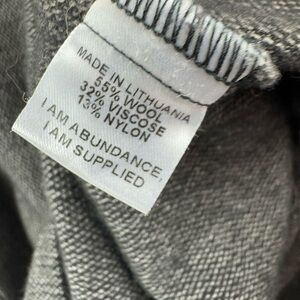 MADE IN LITHUANIA
55% WOOL
32% VISCOSE
13% NYLON
I AM ABUNDANCE,
I AM SUPPLIED